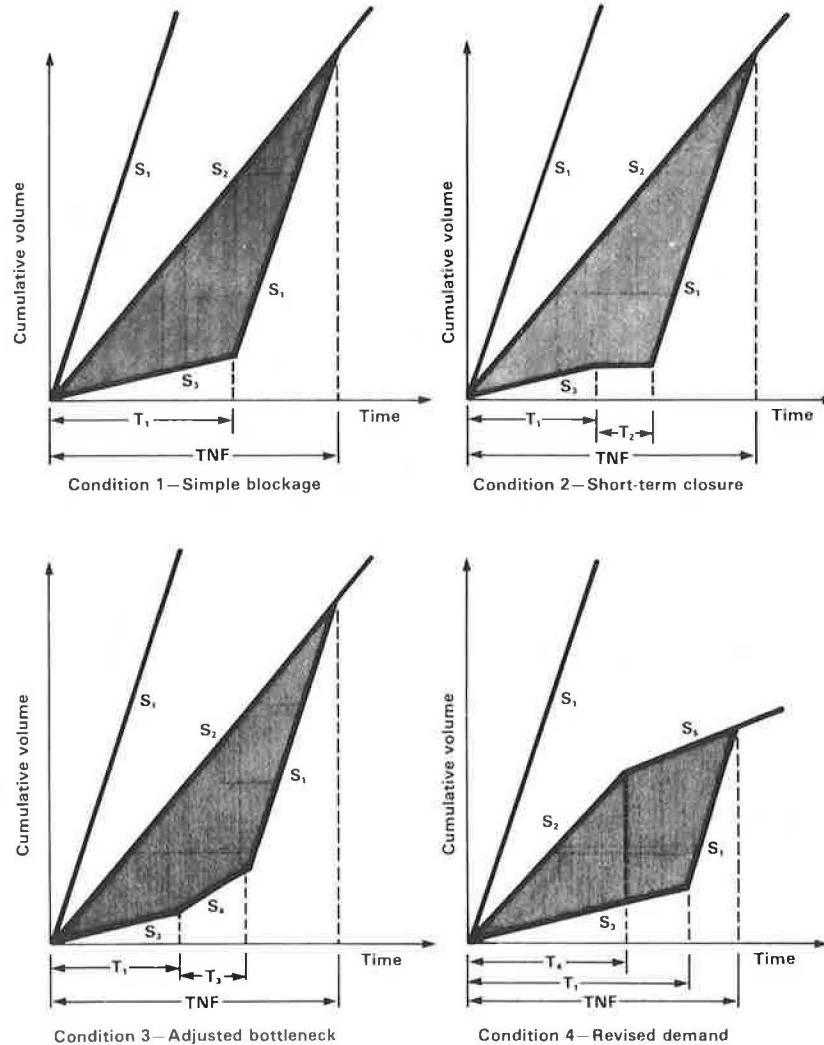 S₁
S₂
Cumulative volume
S₁
S₃
T₁
Time
TNF
Condition 1—Simple blockage
S₁
S₂
Cumulative volume
S₁
S₃
T₁
T₂
Time
TNF
Condition 2—Short-term closure
S₁
S₂
Cumulative volume
S₁
S₄
S₃
T₁
T₃
Time
TNF
Condition 3—Adjusted bottleneck
S₁
S₅
S₂
Cumulative volume
S₁
S₃
T₄
T₁
Time
TNF
Condition 4—Revised demand